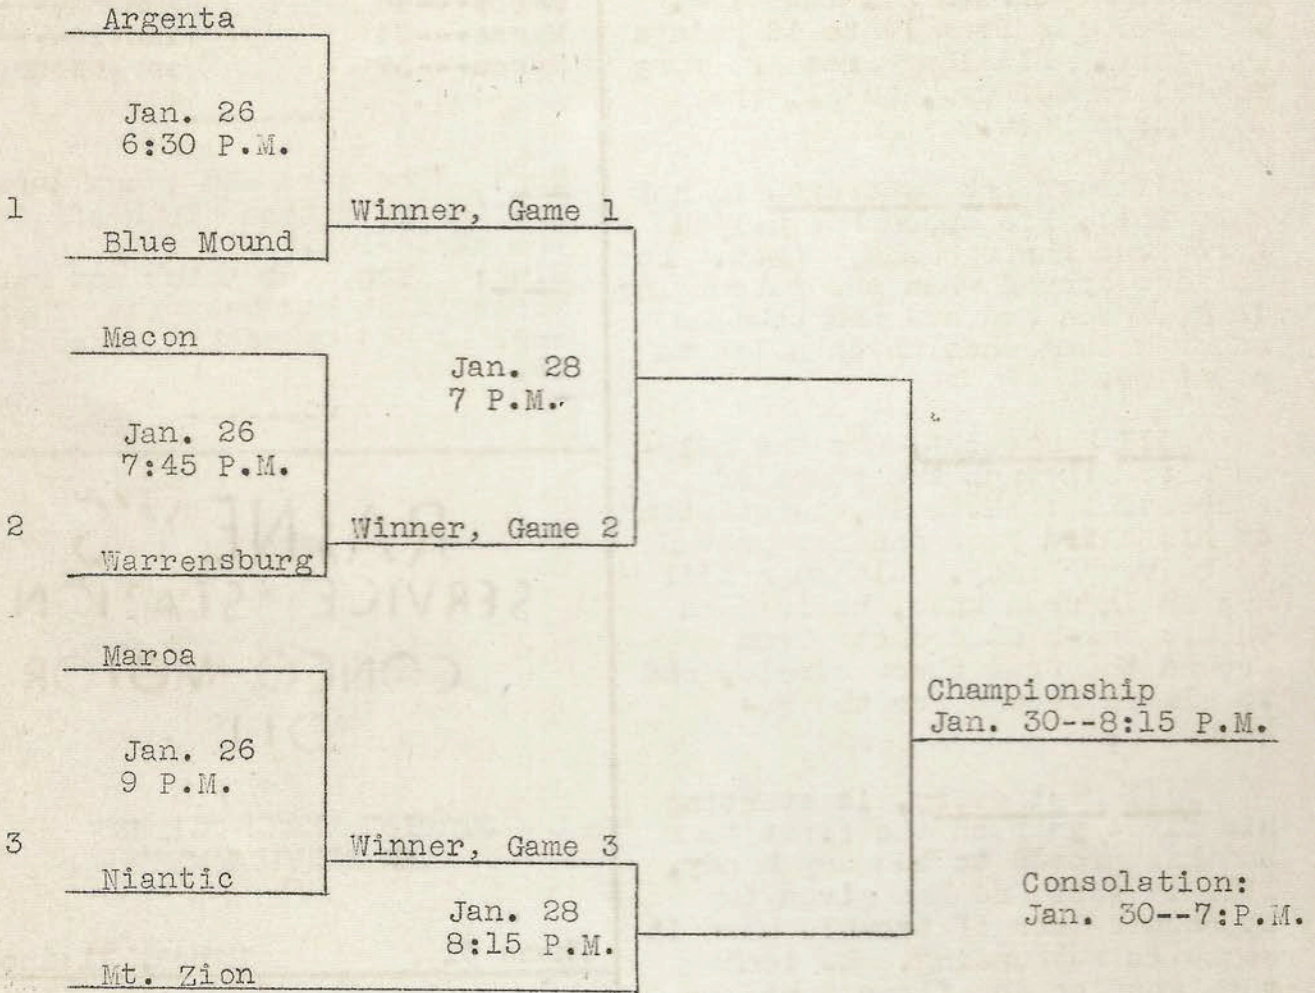 Argenta
Jan. 26
6:30 P.M.
1
Winner, Game 1
Blue Mound
Macon
Jan. 28
7 P.M.
Jan. 26
7:45 P.M.
2
Winner, Game 2
Warrensburg
Maroa
Championship
Jan. 30--8:15 P.M.
Jan. 26
9 P.M.
3
Winner, Game 3
Niantic
Consolation:
Jan. 30--7:P.M.
Jan. 28
8:15 P.M.
Mt. Zion